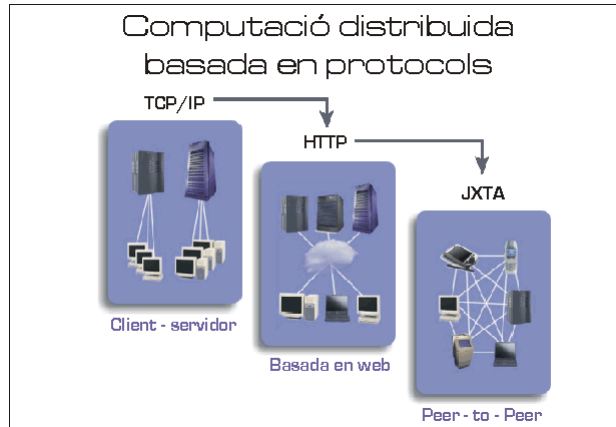 Computació distribuida
basada en protocols
TCP/IP
HTTP
JXTA
Client - servidor
Basada en web
Peer - to - Peer